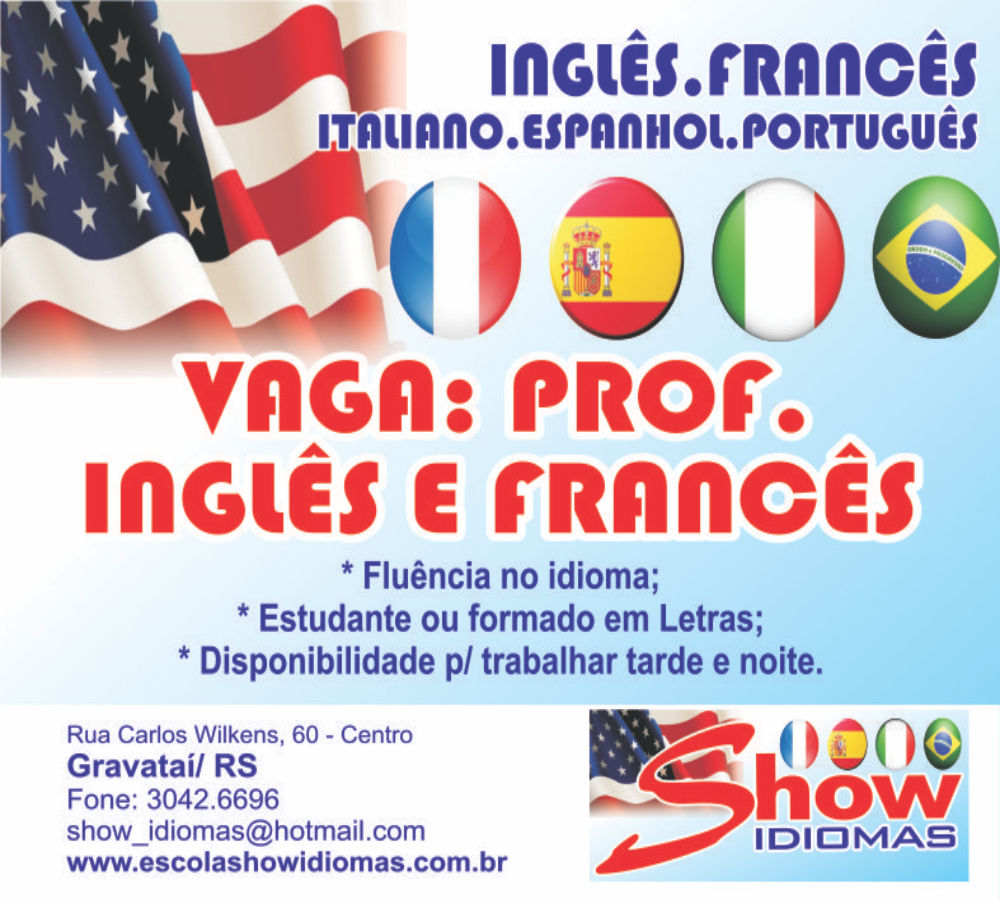 INGLÊS.FRANCÊS
ITALIANO.ESPANHOL.PORTUGUÊS
ORDEM E PROGRESSO
VAGA: PROF.
INGLÊS E FRANCÊS
* Fluência no idioma;
* Estudante ou formado em Letras;
* Disponibilidade p/ trabalhar tarde e noite.
Rua Carlos Wilkens, 60 - Centro
Gravataí/ RS
Fone: 3042.6696
show_idiomas@hotmail.com
www.escolashowidiomas.com.br
Show
IDIOMAS